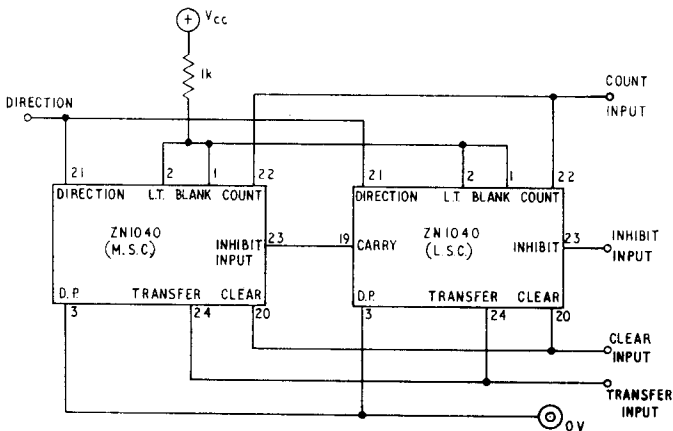 + Vcc
1k
DIRECTION
COUNT
INPUT
21 2 1 22
DIRECTION L.T. BLANK COUNT
ZN1040
(M.S.C)
INHIBIT
INPUT
23
D.P. TRANSFER CLEAR
3 24 20
21 2 1 22
DIRECTION L.T. BLANK COUNT
19 CARRY
ZN1040
(L.S.C.)
INHIBIT
23
INHIBIT
INPUT
D.P. TRANSFER CLEAR
3 24 20
CLEAR
INPUT
TRANSFER
INPUT
0V